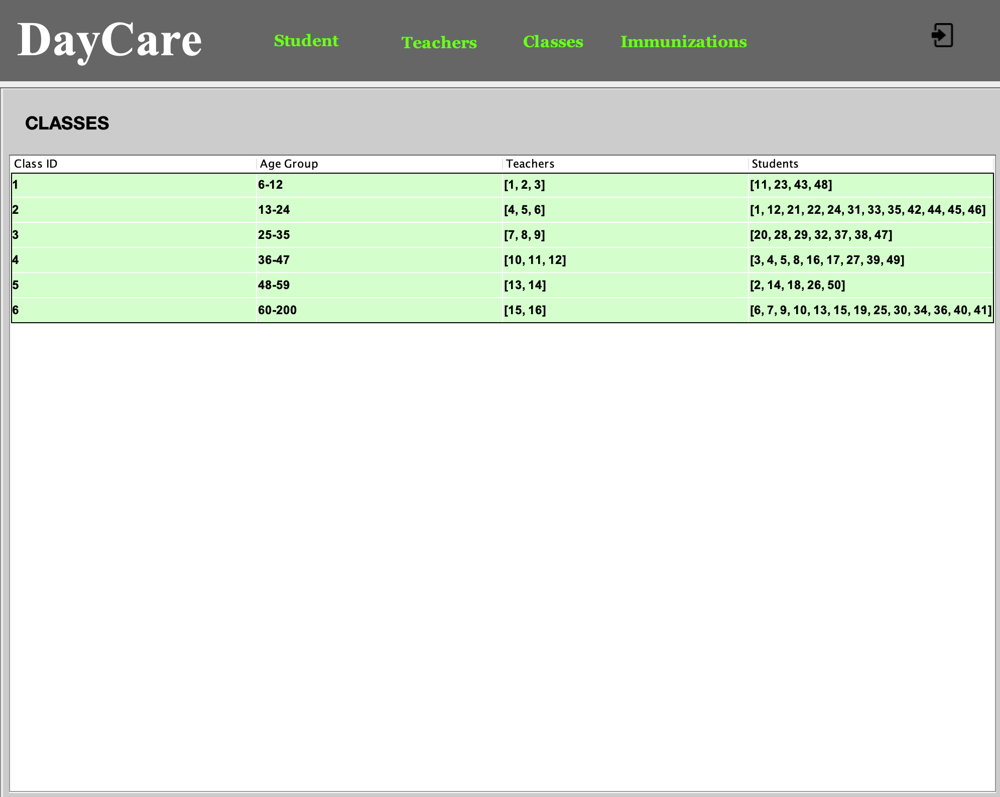 DayCare Student Teachers Classes Immunizations
CLASSES
Class ID Age Group Teachers Students
1 6-12 [1, 2, 3] [11, 23, 43, 48]
2 13-24 [4, 5, 6] [1, 12, 21, 22, 24, 31, 33, 35, 42, 44, 45, 46]
3 25-35 [7, 8, 9] [20, 28, 29, 32, 37, 38, 47]
4 36-47 [10, 11, 12] [3, 4, 5, 8, 16, 17, 27, 39, 49]
5 48-59 [13, 14] [2, 14, 18, 26, 50]
6 60-200 [15, 16] [6, 7, 9, 10, 13, 15, 19, 25, 30, 34, 36, 40, 41]